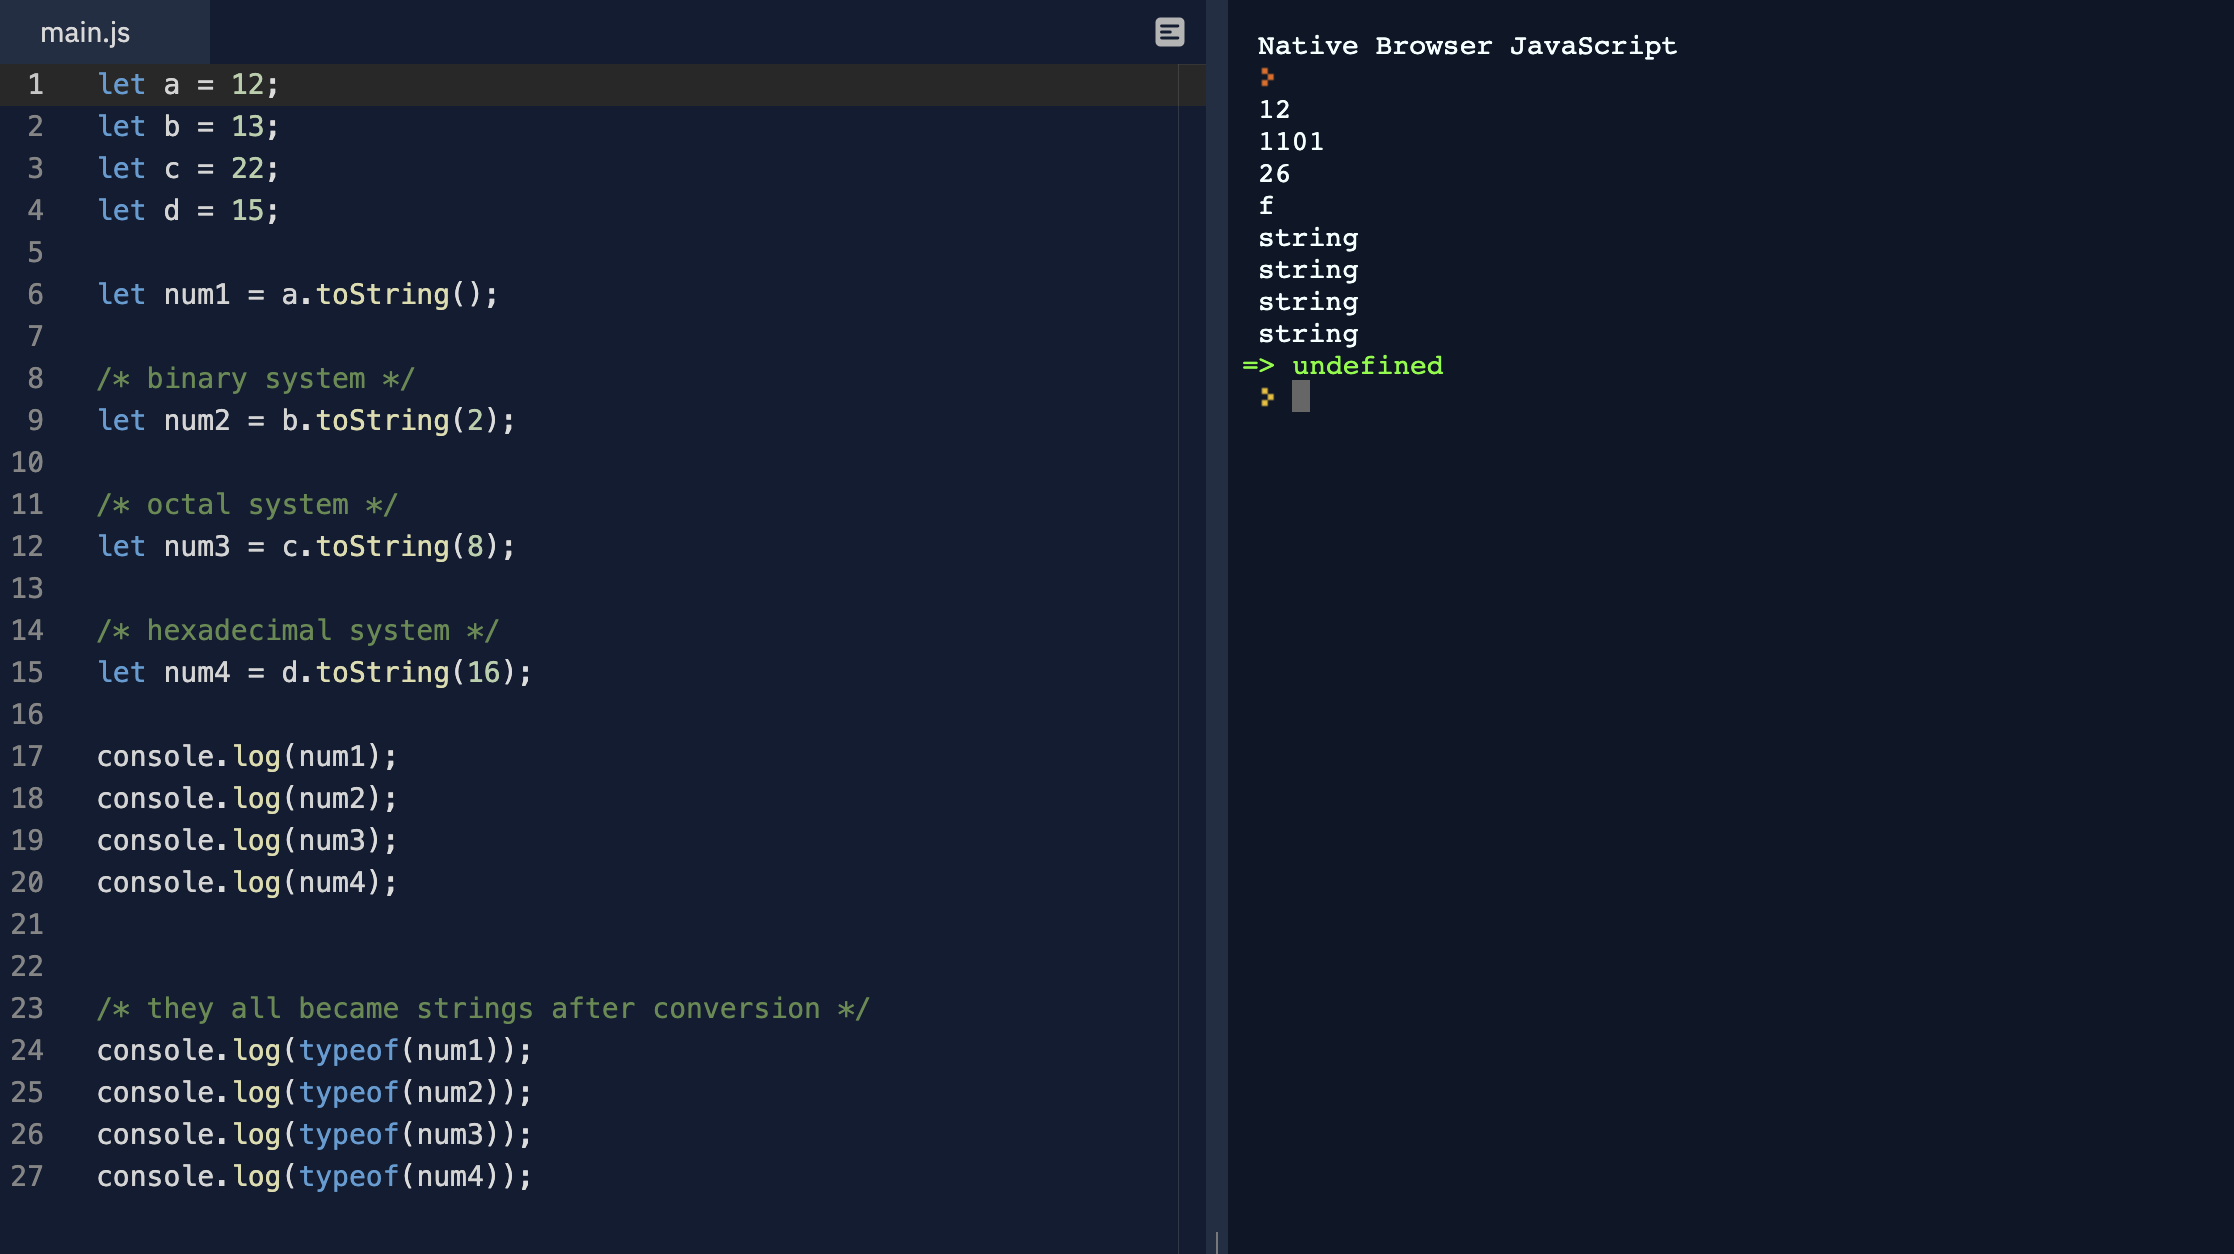 main.js
1 let a = 12;
2 let b = 13;
3 let c = 22;
4 let d = 15;
5
6 let num1 = a.toString();
7
8 /* binary system */
9 let num2 = b.toString(2);
10
11 /* octal system */
12 let num3 = c.toString(8);
13
14 /* hexadecimal system */
15 let num4 = d.toString(16);
16
17 console.log(num1);
18 console.log(num2);
19 console.log(num3);
20 console.log(num4);
21
22
23 /* they all became strings after conversion */
24 console.log(typeof(num1));
25 console.log(typeof(num2));
26 console.log(typeof(num3));
27 console.log(typeof(num4));
Native Browser JavaScript
12
1101
26
f
string
string
string
string
=> undefined